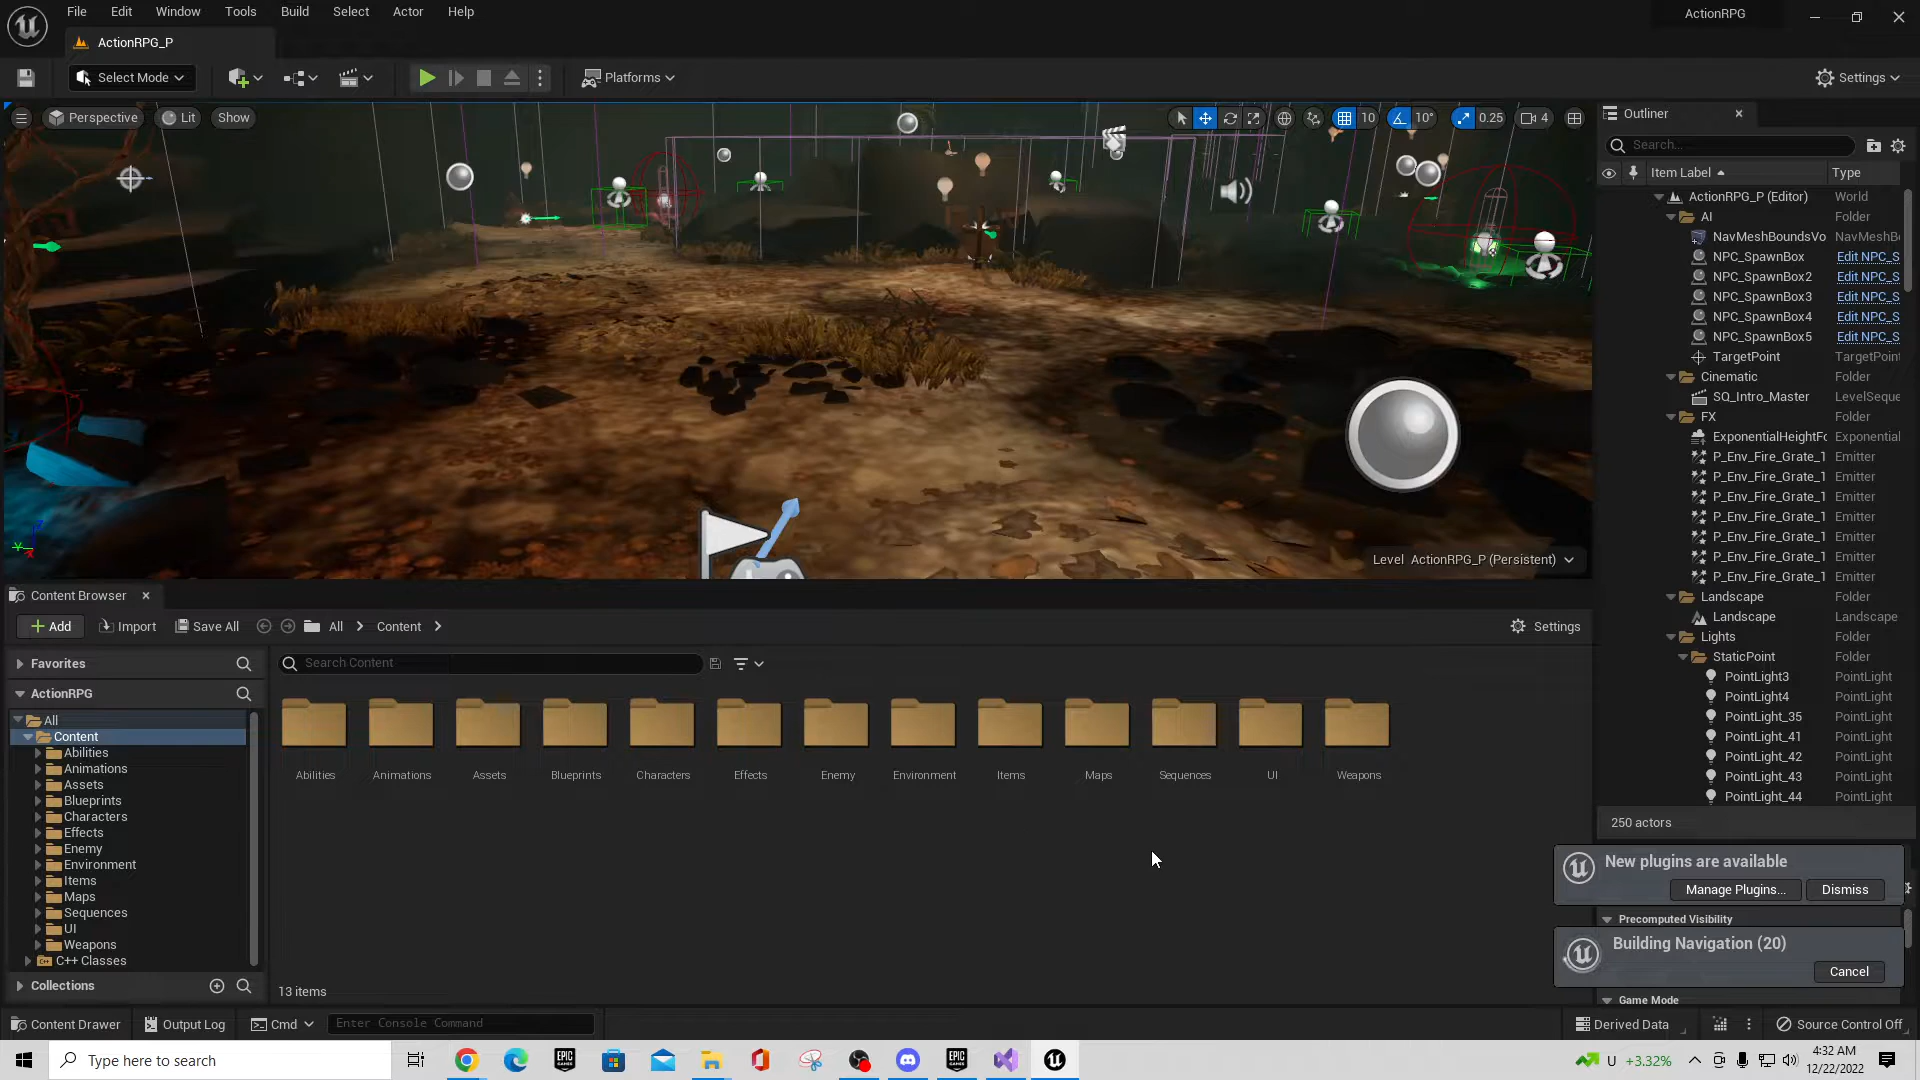 File Edit Window Tools Build Select Actor Help
ActionRPG
ActionRPG_P
Select Mode
Platforms
Settings
Perspective Lit Show
10 10° 0.25 4
Level ActionRPG_P (Persistent)
Outliner
Search...
Item Label Type
ActionRPG_P (Editor) World
AI Folder
NavMeshBoundsVo NavMeshB
NPC_SpawnBox Edit NPC_S
NPC_SpawnBox2 Edit NPC_S
NPC_SpawnBox3 Edit NPC_S
NPC_SpawnBox4 Edit NPC_S
NPC_SpawnBox5 Edit NPC_S
TargetPoint TargetPoin
Cinematic Folder
SQ_Intro_Master LevelSeque
FX Folder
ExponentialHeightFo Exponential
P_Env_Fire_Grate_1 Emitter
P_Env_Fire_Grate_1 Emitter
P_Env_Fire_Grate_1 Emitter
P_Env_Fire_Grate_1 Emitter
P_Env_Fire_Grate_1 Emitter
P_Env_Fire_Grate_1 Emitter
P_Env_Fire_Grate_1 Emitter
Landscape Folder
Landscape Landscape
Lights Folder
StaticPoint Folder
PointLight3 PointLight
PointLight4 PointLight
PointLight_35 PointLight
PointLight_41 PointLight
PointLight_42 PointLight
PointLight_43 PointLight
PointLight_44 PointLight
250 actors
New plugins are available
Manage Plugins... Dismiss
Precomputed Visibility
Building Navigation (20)
Cancel
Game Mode
Content Browser
Add Import Save All All Content
Settings
Favorites
ActionRPG
All
Content
Abilities
Animations
Assets
Blueprints
Characters
Effects
Enemy
Environment
Items
Maps
Sequences
UI
Weapons
C++ Classes
Collections
Search Content
Abilities Animations Assets Blueprints Characters Effects Enemy Environment Items Maps Sequences UI Weapons
13 items
Content Drawer Output Log Cmd Enter Console Command
Derived Data Source Control Off
Type here to search
EPIC GAMES
EPIC GAMES
U +3.32%
4:32 AM
12/22/2022